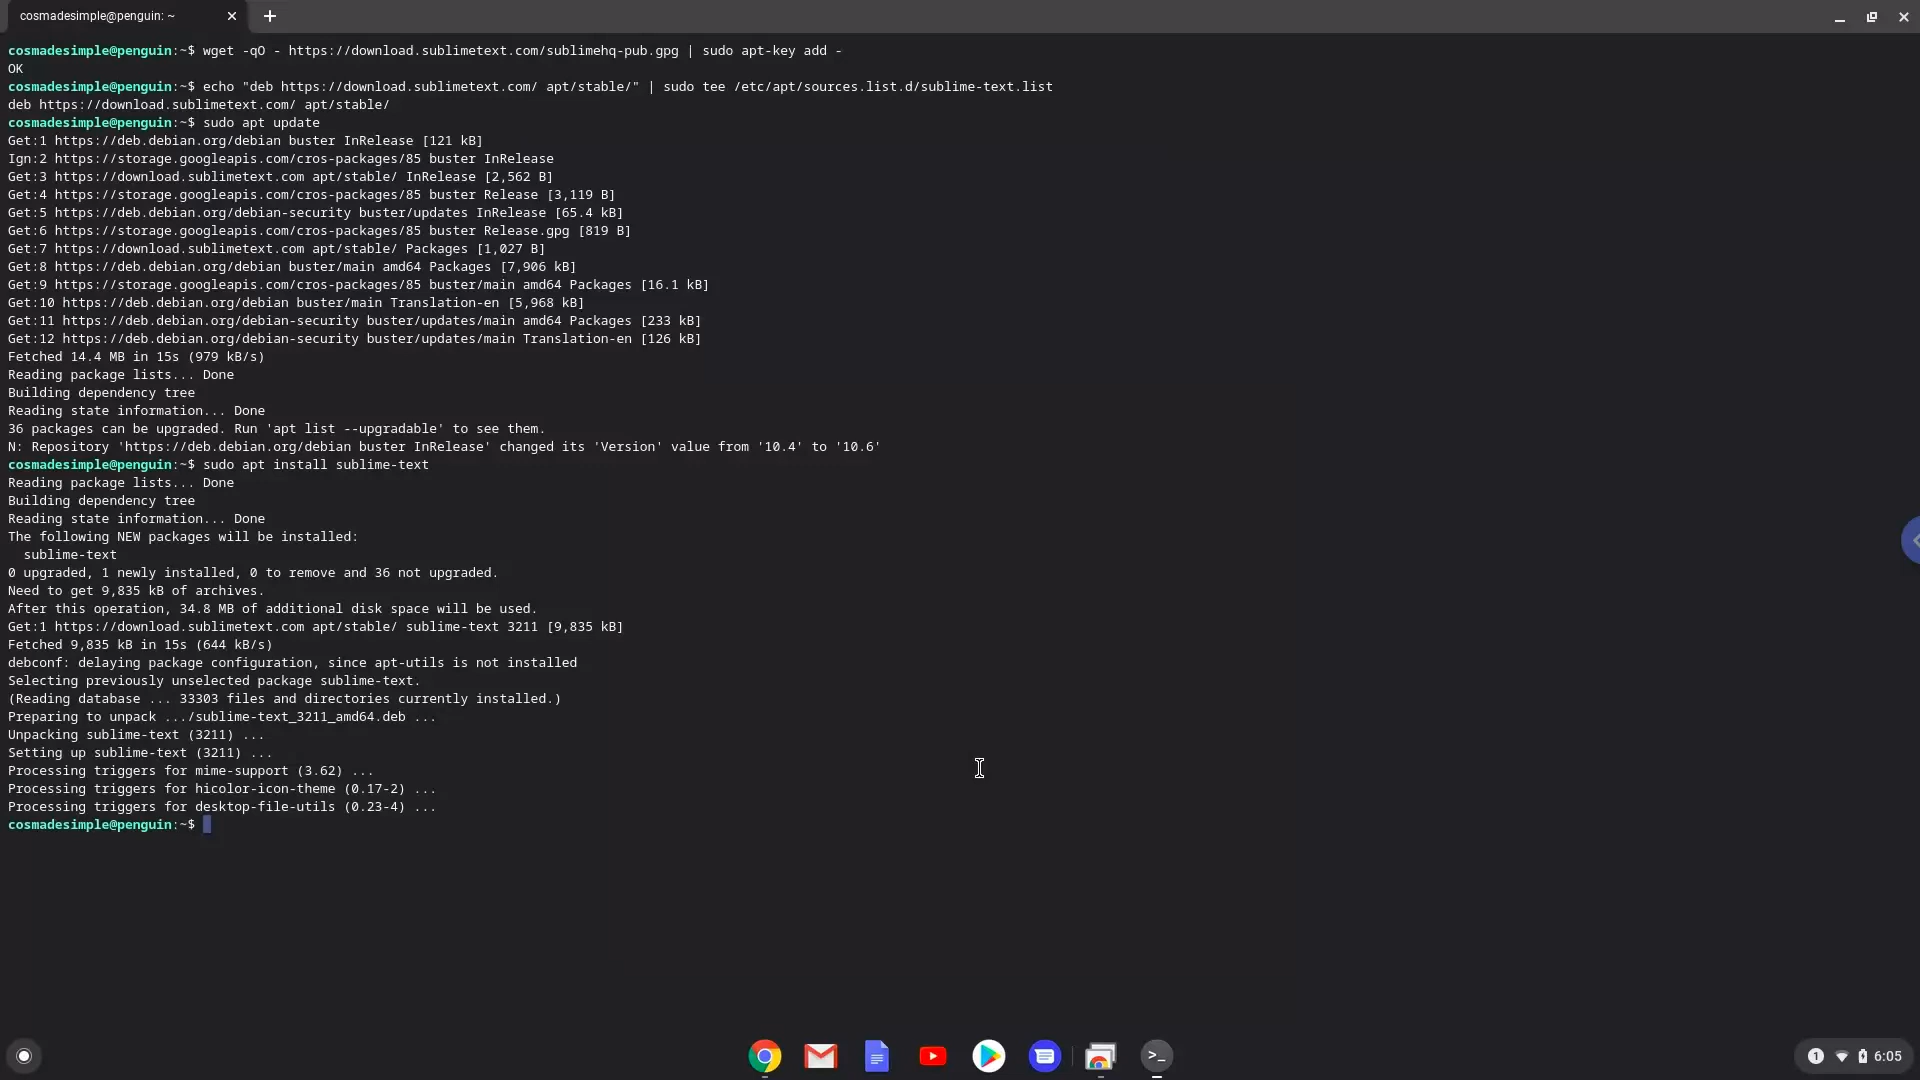 cosmadesimple@penguin: ~
cosmadesimple@penguin:~$ wget -qO - https://download.sublimetext.com/sublimehq-pub.gpg | sudo apt-key add -
OK
cosmadesimple@penguin:~$ echo "deb https://download.sublimetext.com/ apt/stable/" | sudo tee /etc/apt/sources.list.d/sublime-text.list
deb https://download.sublimetext.com/ apt/stable/
cosmadesimple@penguin:~$ sudo apt update
Get:1 https://deb.debian.org/debian buster InRelease [121 kB]
Ign:2 https://storage.googleapis.com/cros-packages/85 buster InRelease
Get:3 https://download.sublimetext.com apt/stable/ InRelease [2,562 B]
Get:4 https://storage.googleapis.com/cros-packages/85 buster Release [3,119 B]
Get:5 https://deb.debian.org/debian-security buster/updates InRelease [65.4 kB]
Get:6 https://storage.googleapis.com/cros-packages/85 buster Release.gpg [819 B]
Get:7 https://download.sublimetext.com apt/stable/ Packages [1,027 B]
Get:8 https://deb.debian.org/debian buster/main amd64 Packages [7,906 kB]
Get:9 https://storage.googleapis.com/cros-packages/85 buster/main amd64 Packages [16.1 kB]
Get:10 https://deb.debian.org/debian buster/main Translation-en [5,968 kB]
Get:11 https://deb.debian.org/debian-security buster/updates/main amd64 Packages [233 kB]
Get:12 https://deb.debian.org/debian-security buster/updates/main Translation-en [126 kB]
Fetched 14.4 MB in 15s (979 kB/s)
Reading package lists... Done
Building dependency tree
Reading state information... Done
36 packages can be upgraded. Run 'apt list --upgradable' to see them.
N: Repository 'https://deb.debian.org/debian buster InRelease' changed its 'Version' value from '10.4' to '10.6'
cosmadesimple@penguin:~$ sudo apt install sublime-text
Reading package lists... Done
Building dependency tree
Reading state information... Done
The following NEW packages will be installed:
  sublime-text
0 upgraded, 1 newly installed, 0 to remove and 36 not upgraded.
Need to get 9,835 kB of archives.
After this operation, 34.8 MB of additional disk space will be used.
Get:1 https://download.sublimetext.com apt/stable/ sublime-text 3211 [9,835 kB]
Fetched 9,835 kB in 15s (644 kB/s)
debconf: delaying package configuration, since apt-utils is not installed
Selecting previously unselected package sublime-text.
(Reading database ... 33303 files and directories currently installed.)
Preparing to unpack .../sublime-text_3211_amd64.deb ...
Unpacking sublime-text (3211) ...
Setting up sublime-text (3211) ...
Processing triggers for mime-support (3.62) ...
Processing triggers for hicolor-icon-theme (0.17-2) ...
Processing triggers for desktop-file-utils (0.23-4) ...
cosmadesimple@penguin:~$
>_
1 6:05